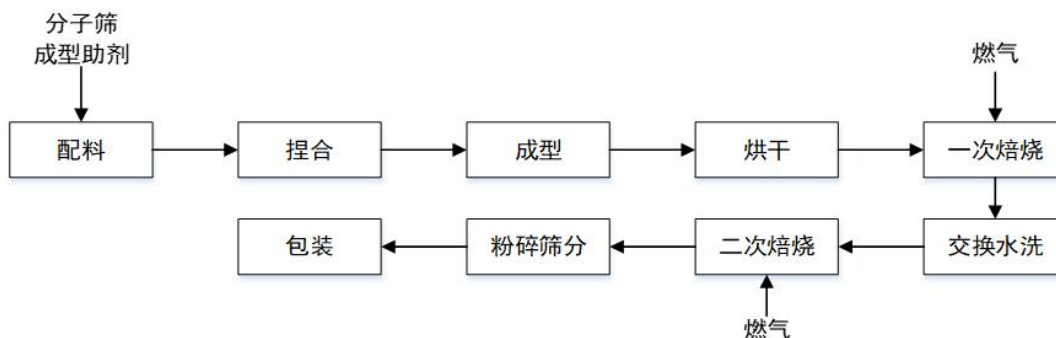 分子筛
成型助剂
燃气
配料
捏合
成型
烘干
一次焙烧
包装
粉碎筛分
二次焙烧
交换水洗
燃气